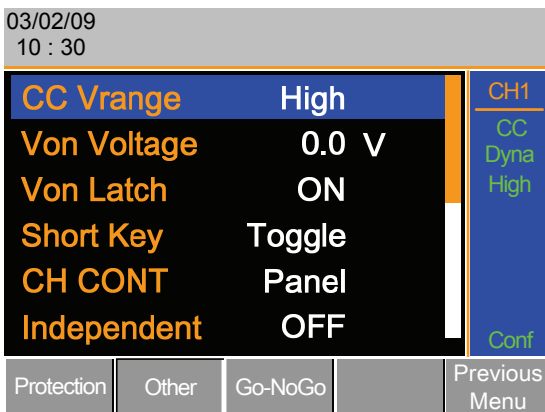 03/02/09
10 : 30
CC Vrange High
Von Voltage 0.0 V
Von Latch ON
Short Key Toggle
CH CONT Panel
Independent OFF
CH1
CC
Dyna
High
Conf
Protection Other Go-NoGo Previous
Menu